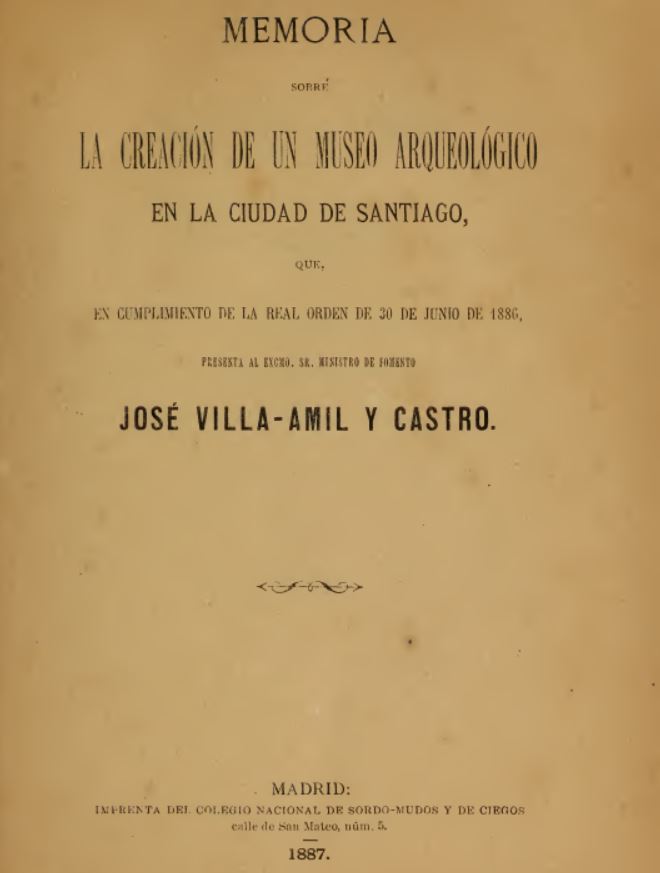 MEMORIA
SOBRE
LA CREACIÓN DE UN MUSEO ARQUEOLÓGICO
EN LA CIUDAD DE SANTIAGO,
QUE,
EN CUMPLIMIENTO DE LA REAL ORDEN DE 30 DE JUNIO DE 1886,
PRESENTA AL EXCMO. SR. MINISTRO DE FOMENTO
JOSÉ VILLA-AMIL Y CASTRO.
MADRID:
IMPRENTA DEL COLEGIO NACIONAL DE SORDO-MUDOS Y DE CIEGOS
calle de San Mateo, núm. 5.
1887.